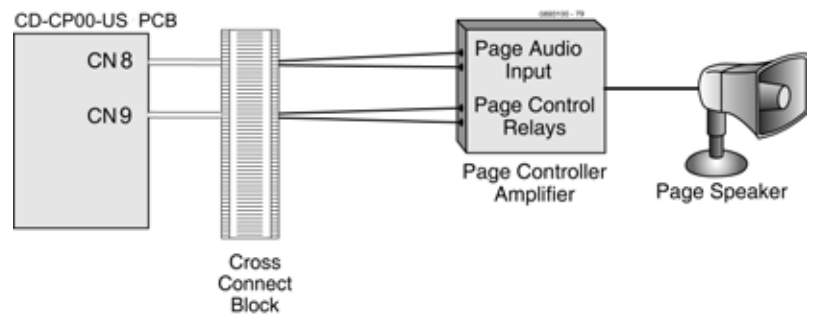 CD-CP00-US PCB
CN8
CN9
Cross
Connect
Block
Page Audio
Input
Page Control
Relays
Page Controller
Amplifier
Page Speaker